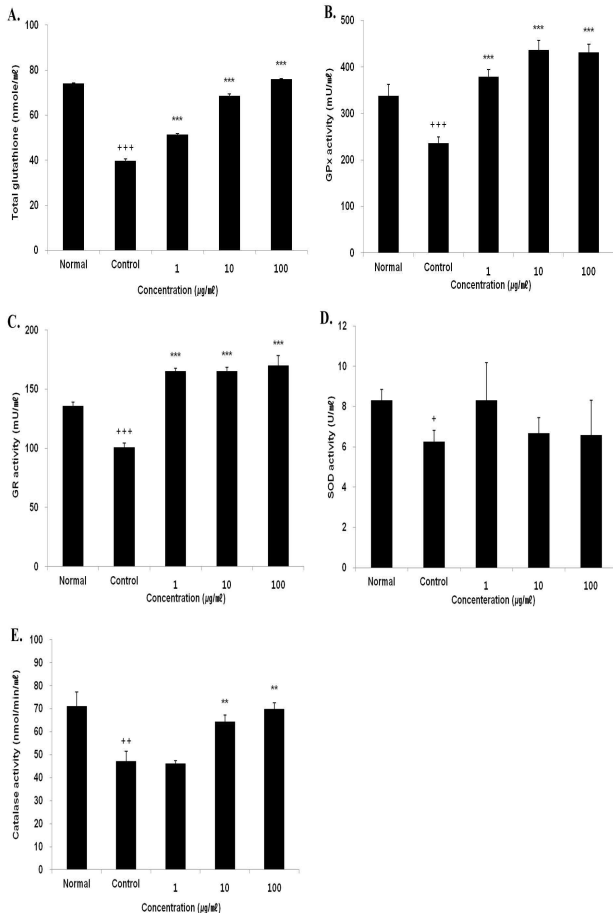 A.
Total glutathione (nmole/㎖)
100
80
60
40
20
0
+++
***
***
***
Normal Control 1 10 100
Concentration (㎍/㎖)
B.
GPx activity (mU/㎖)
500
400
300
200
100
0
+++
***
***
***
Normal Control 1 10 100
Concentration (㎍/㎖)
C.
GR activity (mU/㎖)
200
150
100
50
0
+++
***
***
***
Normal Control 1 10 100
Concentration (㎍/㎖)
D.
SOD activity (U/㎖)
12
10
8
6
4
2
0
+
Normal Control 1 10 100
Concenteration (㎍/㎖)
E.
Catalase activity (nmol/min/㎖)
100
90
80
70
60
50
40
30
20
10
0
++
**
**
Normal Control 1 10 100
Concentration (㎍/㎖)